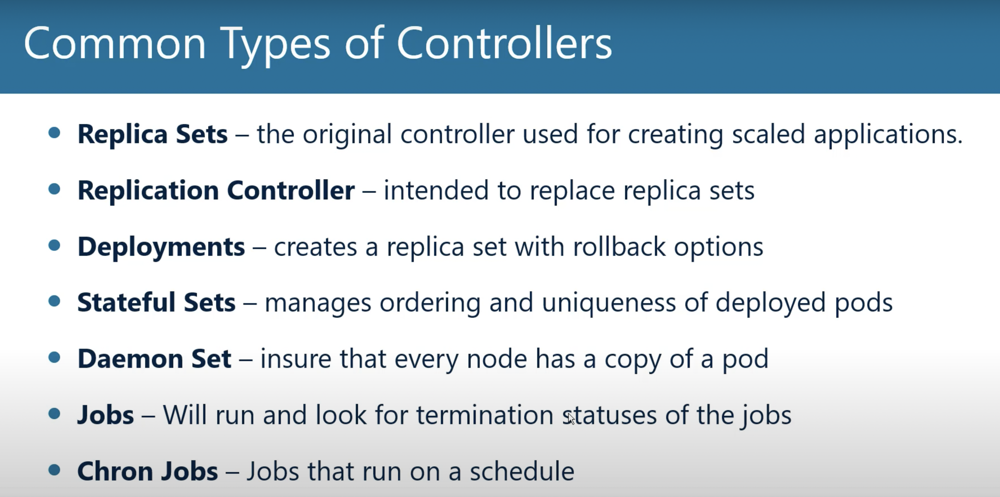 Common Types of Controllers
• Replica Sets – the original controller used for creating scaled applications.
• Replication Controller – intended to replace replica sets
• Deployments – creates a replica set with rollback options
• Stateful Sets – manages ordering and uniqueness of deployed pods
• Daemon Set – insure that every node has a copy of a pod
• Jobs – Will run and look for termination statuses of the jobs
• Chron Jobs – Jobs that run on a schedule